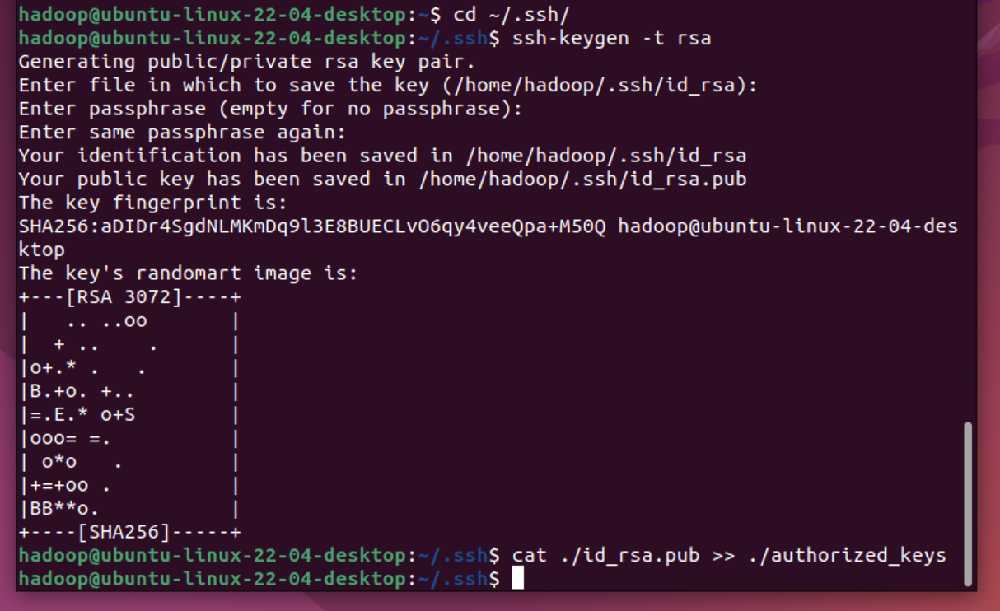 hadoop@ubuntu-linux-22-04-desktop:~$ cd ~/.ssh/
hadoop@ubuntu-linux-22-04-desktop:~/.ssh$ ssh-keygen -t rsa
Generating public/private rsa key pair.
Enter file in which to save the key (/home/hadoop/.ssh/id_rsa):
Enter passphrase (empty for no passphrase):
Enter same passphrase again:
Your identification has been saved in /home/hadoop/.ssh/id_rsa
Your public key has been saved in /home/hadoop/.ssh/id_rsa.pub
The key fingerprint is:
SHA256:aDIDr4SgdNLMKmDq9l3E8BUECLvO6qy4veeQpa+M50Q hadoop@ubuntu-linux-22-04-des
ktop
The key's randomart image is:
+---[RSA 3072]----+
|   .. ..oo       |
|  + ..    .      |
|o+.* .   .       |
|B.+o. +..        |
|=.E.* o+S        |
|ooo= =.          |
| o*o   .         |
|+=+oo .          |
|BB**o.           |
+----[SHA256]-----+
hadoop@ubuntu-linux-22-04-desktop:~/.ssh$ cat ./id_rsa.pub >> ./authorized_keys
hadoop@ubuntu-linux-22-04-desktop:~/.ssh$